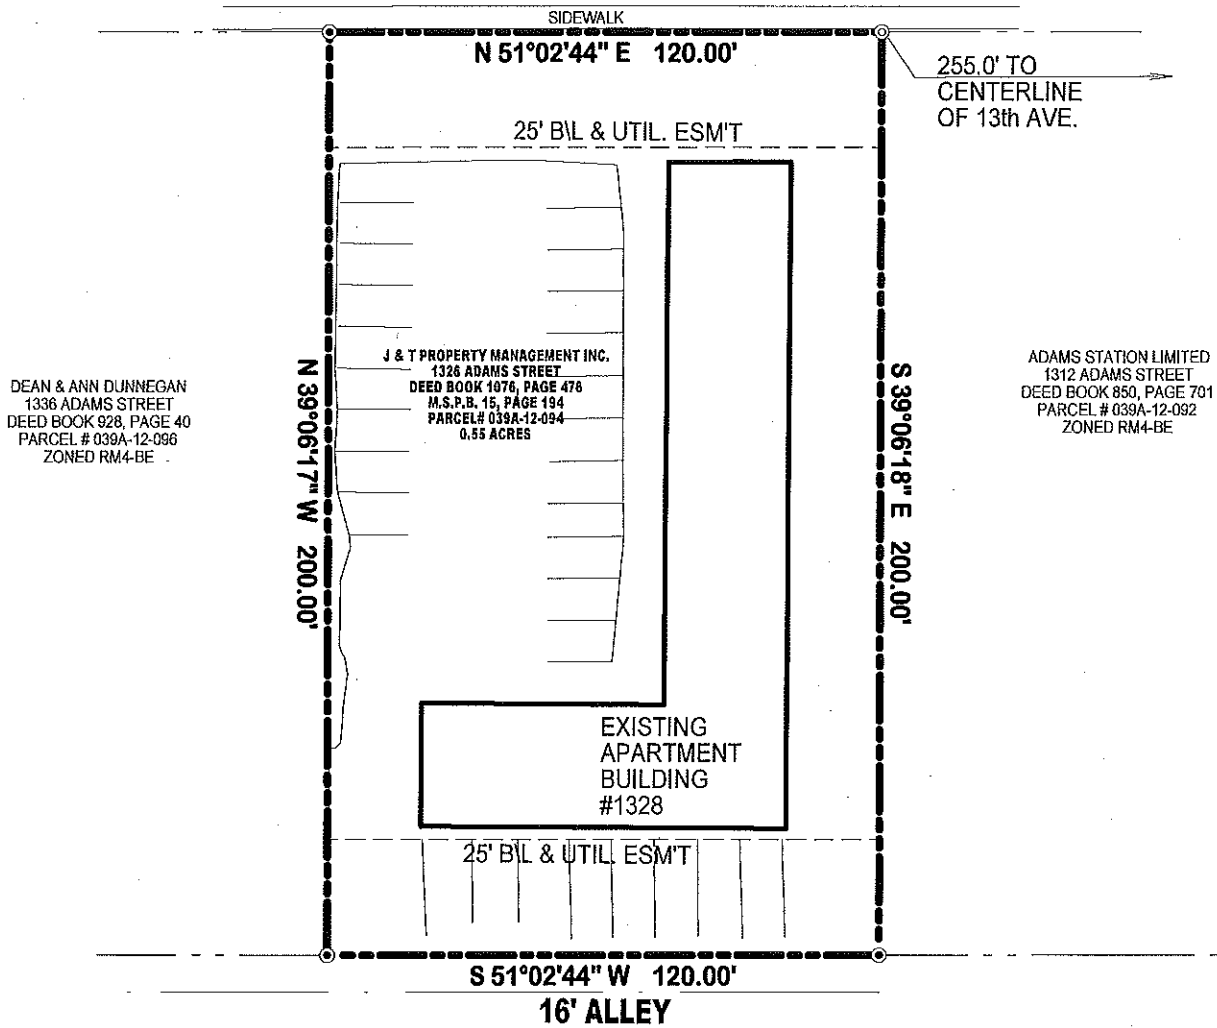 SIDEWALK
N 51°02'44" E 120.00'
255.0' TO
CENTERLINE
OF 13th AVE.
25' B\L & UTIL. ESM'T
J & T PROPERTY MANAGEMENT INC.
1326 ADAMS STREET
DEED BOOK 1076, PAGE 478
M.S.P.B. 15, PAGE 194
PARCEL# 039A-12-094
0.55 ACRES
DEAN & ANN DUNNEGAN
1336 ADAMS STREET
DEED BOOK 928, PAGE 40
PARCEL # 039A-12-096
ZONED RM4-BE
N 39°06'17" W 200.00'
S 39°06'18" E 200.00'
ADAMS STATION LIMITED
1312 ADAMS STREET
DEED BOOK 850, PAGE 701
PARCEL # 039A-12-092
ZONED RM4-BE
EXISTING
APARTMENT
BUILDING
#1328
25' B\L & UTIL. ESM'T
S 51°02'44" W 120.00'
16' ALLEY